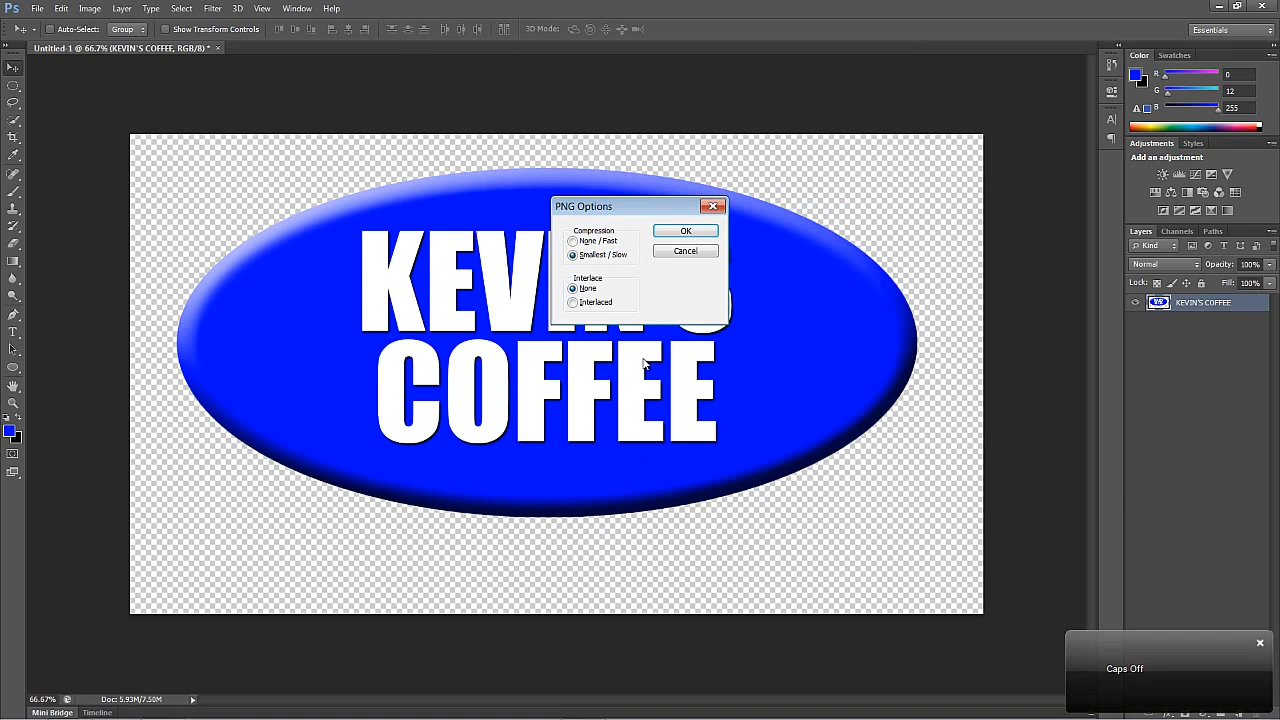 Ps File Edit Image Layer Type Select Filter 3D View Window Help
Auto-Select: Group Show Transform Controls 3D Mode: Essentials
Untitled-1 @ 66.7% (KEVIN'S COFFEE, RGB/8) * ×
Color Swatches
R 0
G 12
B 255
Adjustments Styles
Add an adjustment
Layers Channels Paths
Kind
Normal Opacity: 100%
Lock: Fill: 100%
KEVIN'S COFFEE
PNG Options
Compression
None / Fast
Smallest / Slow
Interlace
None
Interlaced
OK
Cancel
KEVIN'S
COFFEE
Caps Off
66.67% Doc: 5.93M/7.50M
Mini Bridge Timeline